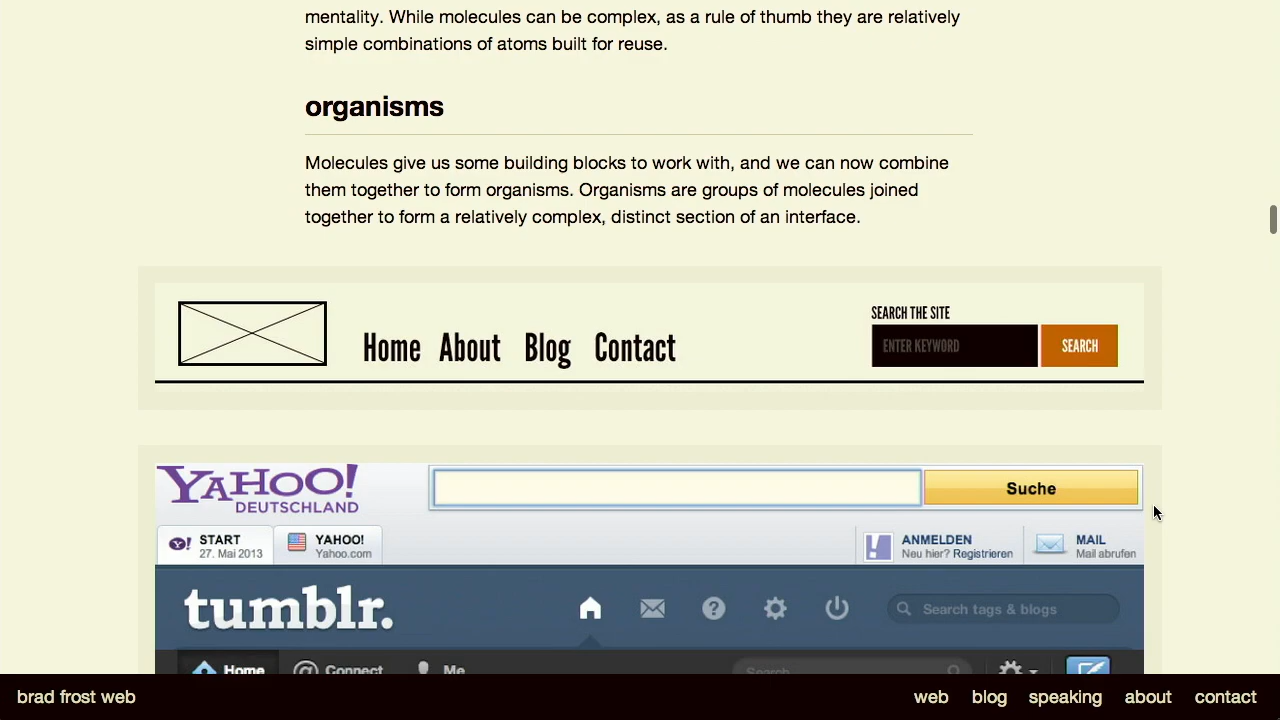 mentality. While molecules can be complex, as a rule of thumb they are relatively
simple combinations of atoms built for reuse.
organisms
Molecules give us some building blocks to work with, and we can now combine
them together to form organisms. Organisms are groups of molecules joined
together to form a relatively complex, distinct section of an interface.
SEARCH THE SITE
Home About Blog Contact
ENTER KEYWORD SEARCH
YAHOO!
DEUTSCHLAND
Suche
START YAHOO! ANMELDEN MAIL
27. Mai 2013 Yahoo.com Neu hier? Registrieren Mail abrufen
tumblr. Search tags & blogs
Home @ Connect Me Search
brad frost web web blog speaking about contact